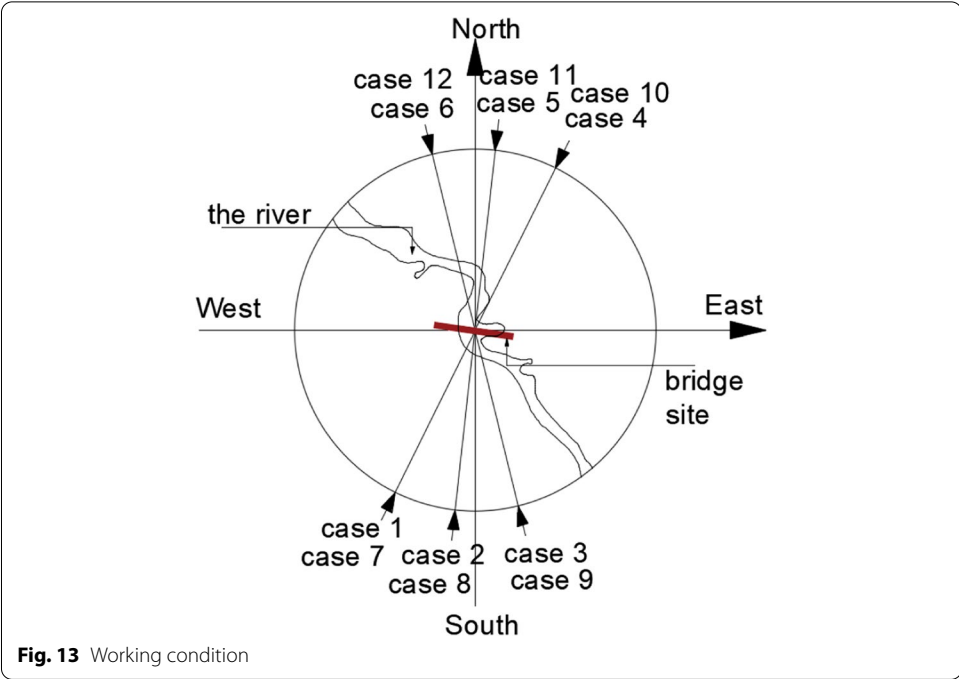 North
case 12
case 6
case 11
case 5
case 10
case 4
the river
West
East
bridge
site
case 1
case 7
case 2
case 8
case 3
case 9
South
Fig. 13 Working condition